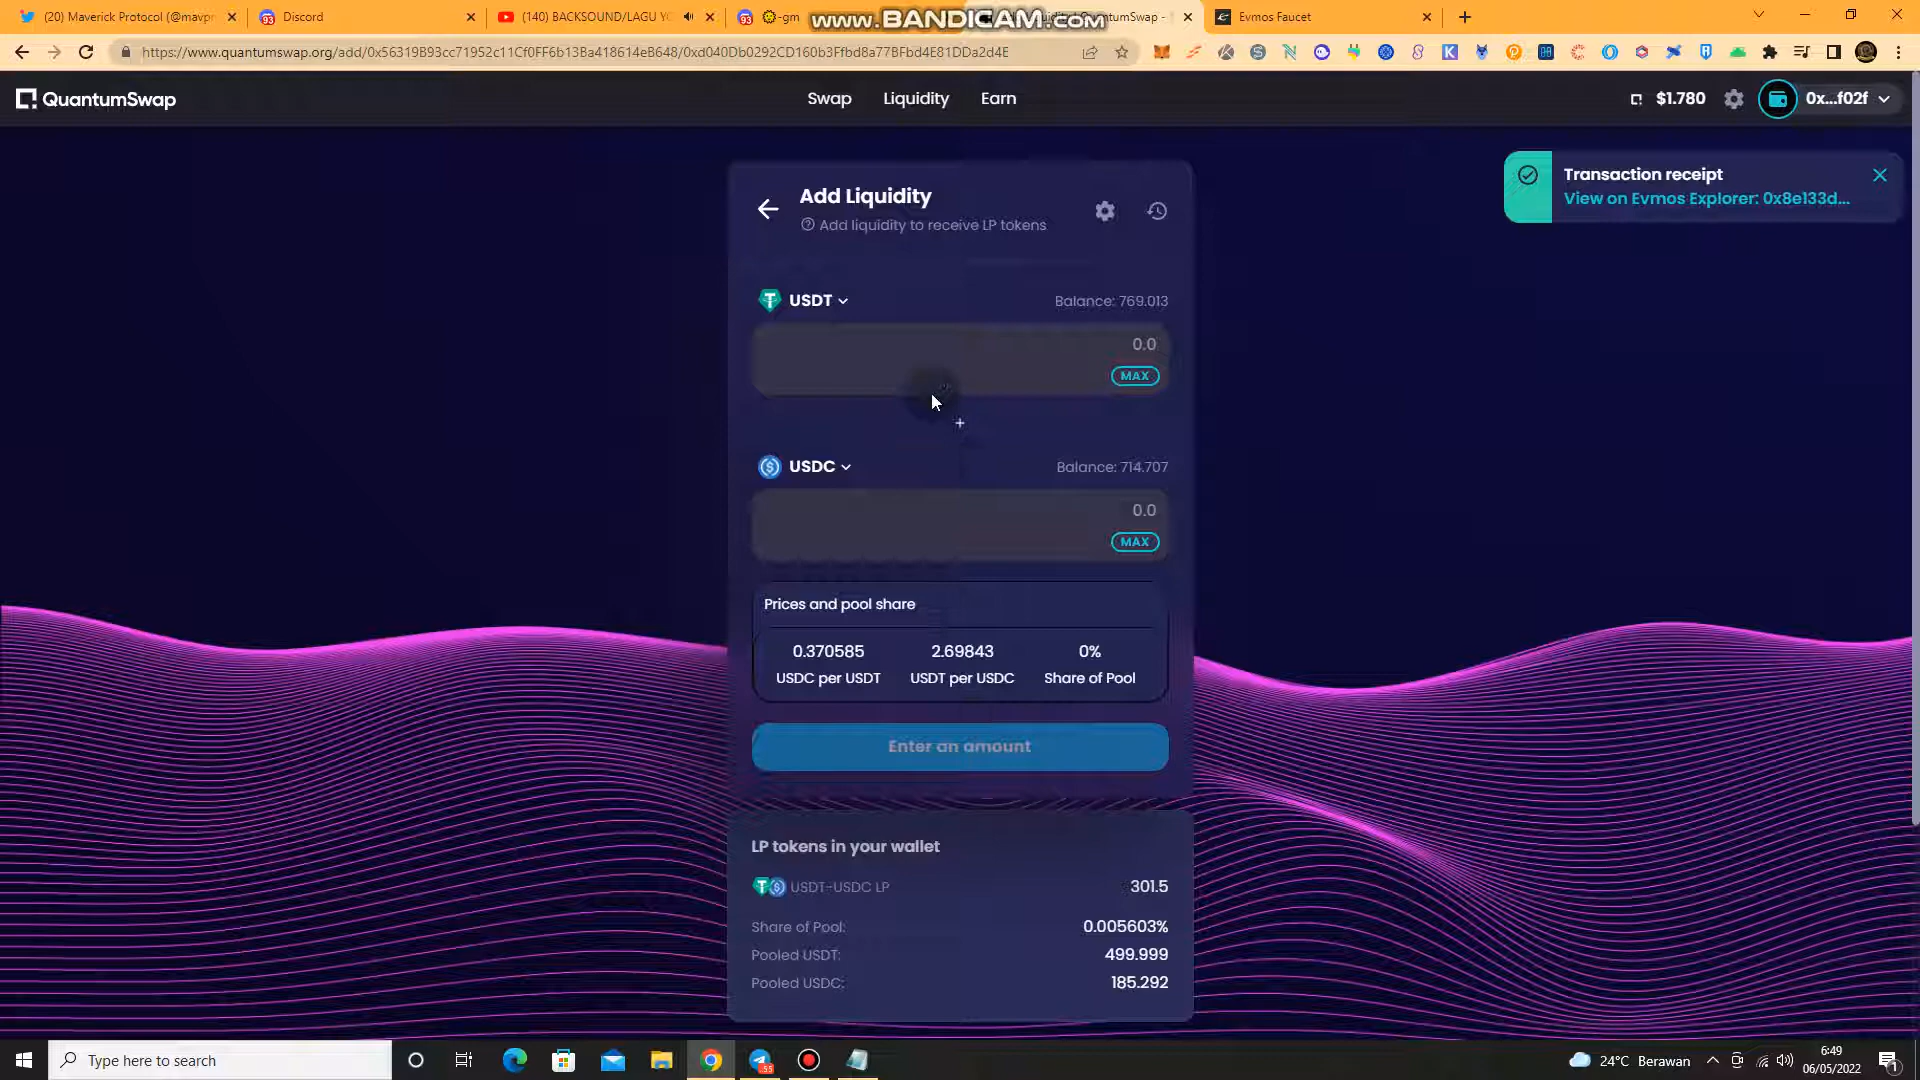 (20) Maverick Protocol (@mavpr
Discord
(140) BACKSOUND/LAGU YO
-gm
www.BANDICAM.com
Evmos Faucet
https://www.quantumswap.org/add/0x56319B93cc71952c11Cf0FF6b13Ba418614eB648/0xd040Db0292CD160b3Ffbd8a77BFbd4E81DDa2d4E
QuantumSwap
Swap
Liquidity
Earn
$1.780
0x...f02f
Transaction receipt
View on Evmos Explorer: 0x8e133d...
Add Liquidity
Add liquidity to receive LP tokens
USDT
Balance: 769.013
0.0
MAX
+
USDC
Balance: 714.707
0.0
MAX
Prices and pool share
0.370585 2.69843 0%
USDC per USDT USDT per USDC Share of Pool
Enter an amount
LP tokens in your wallet
USDT-USDC LP 301.5
Share of Pool: 0.005603%
Pooled USDT: 499.999
Pooled USDC: 185.292
Type here to search
55
24°C Berawan
6:49
06/05/2022
1